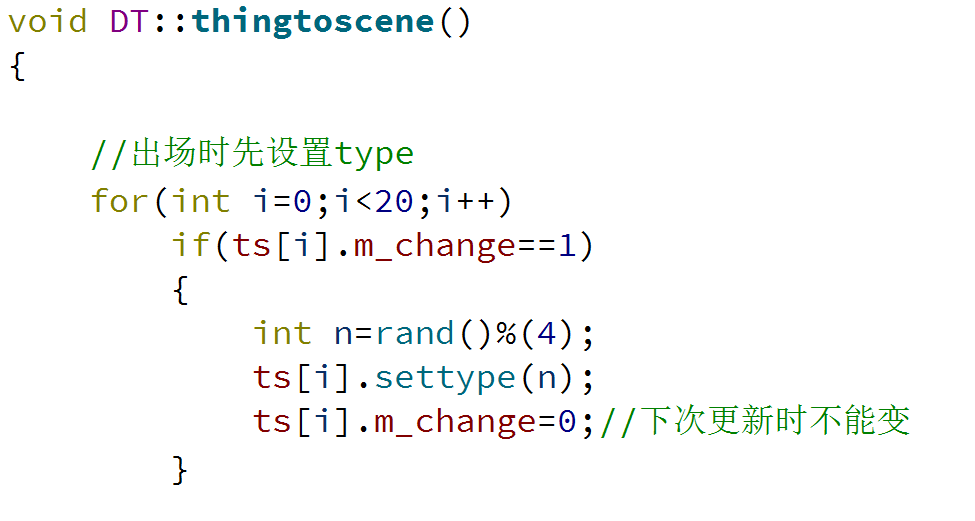 void DT::thingtoscene()
{
//出场时先设置type
for(int i=0;i<20;i++)
if(ts[i].m_change==1)
{
int n=rand()%(4);
ts[i].settype(n);
ts[i].m_change=0;//下次更新时不能变
}